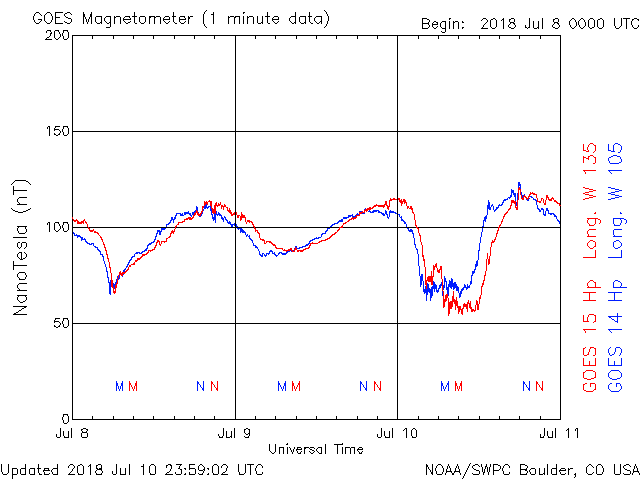 GOES Magnetometer (1 minute data)
Begin: 2018 Jul 8 0000 UTC
200
150
100
50
0
NanoTesla (nT)
M M N N M M N N M M N N
Jul 8 Jul 9 Jul 10 Jul 11
Universal Time
GOES 15 Hp Long. W 135
GOES 14 Hp Long. W 105
Updated 2018 Jul 10 23:59:02 UTC
NOAA/SWPC Boulder, CO USA